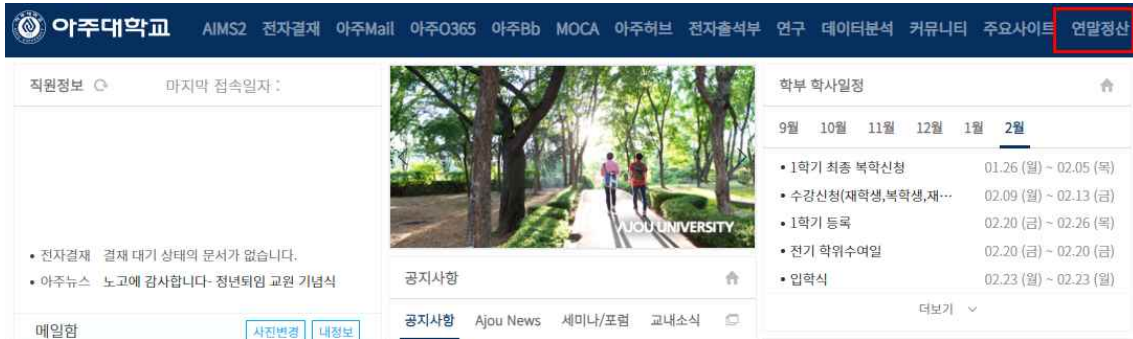 아주대학교 AIMS2 전자결재 아주Mail 아주O365 아주Bb MOCA 아주허브 전자출석부 연구 데이터분석 커뮤니티 주요사이트 연말정산
직원정보 마지막 접속일자 :
• 전자결재 결재 대기 상태의 문서가 없습니다.
• 아주뉴스 노고에 감사합니다- 정년퇴임 교원 기념식
메일함 사진변경 내정보
AJOU UNIVERSITY
공지사항
공지사항 Ajou News 세미나/포럼 교내소식
학부 학사일정
9월 10월 11월 12월 1월 2월
• 1학기 최종 복학신청 01.26 (월) ~ 02.05 (목)
• 수강신청(재학생,복학생,재… 02.09 (월) ~ 02.13 (금)
• 1학기 등록 02.20 (금) ~ 02.26 (목)
• 전기 학위수여일 02.20 (금) ~ 02.20 (금)
• 입학식 02.23 (월) ~ 02.23 (월)
더보기